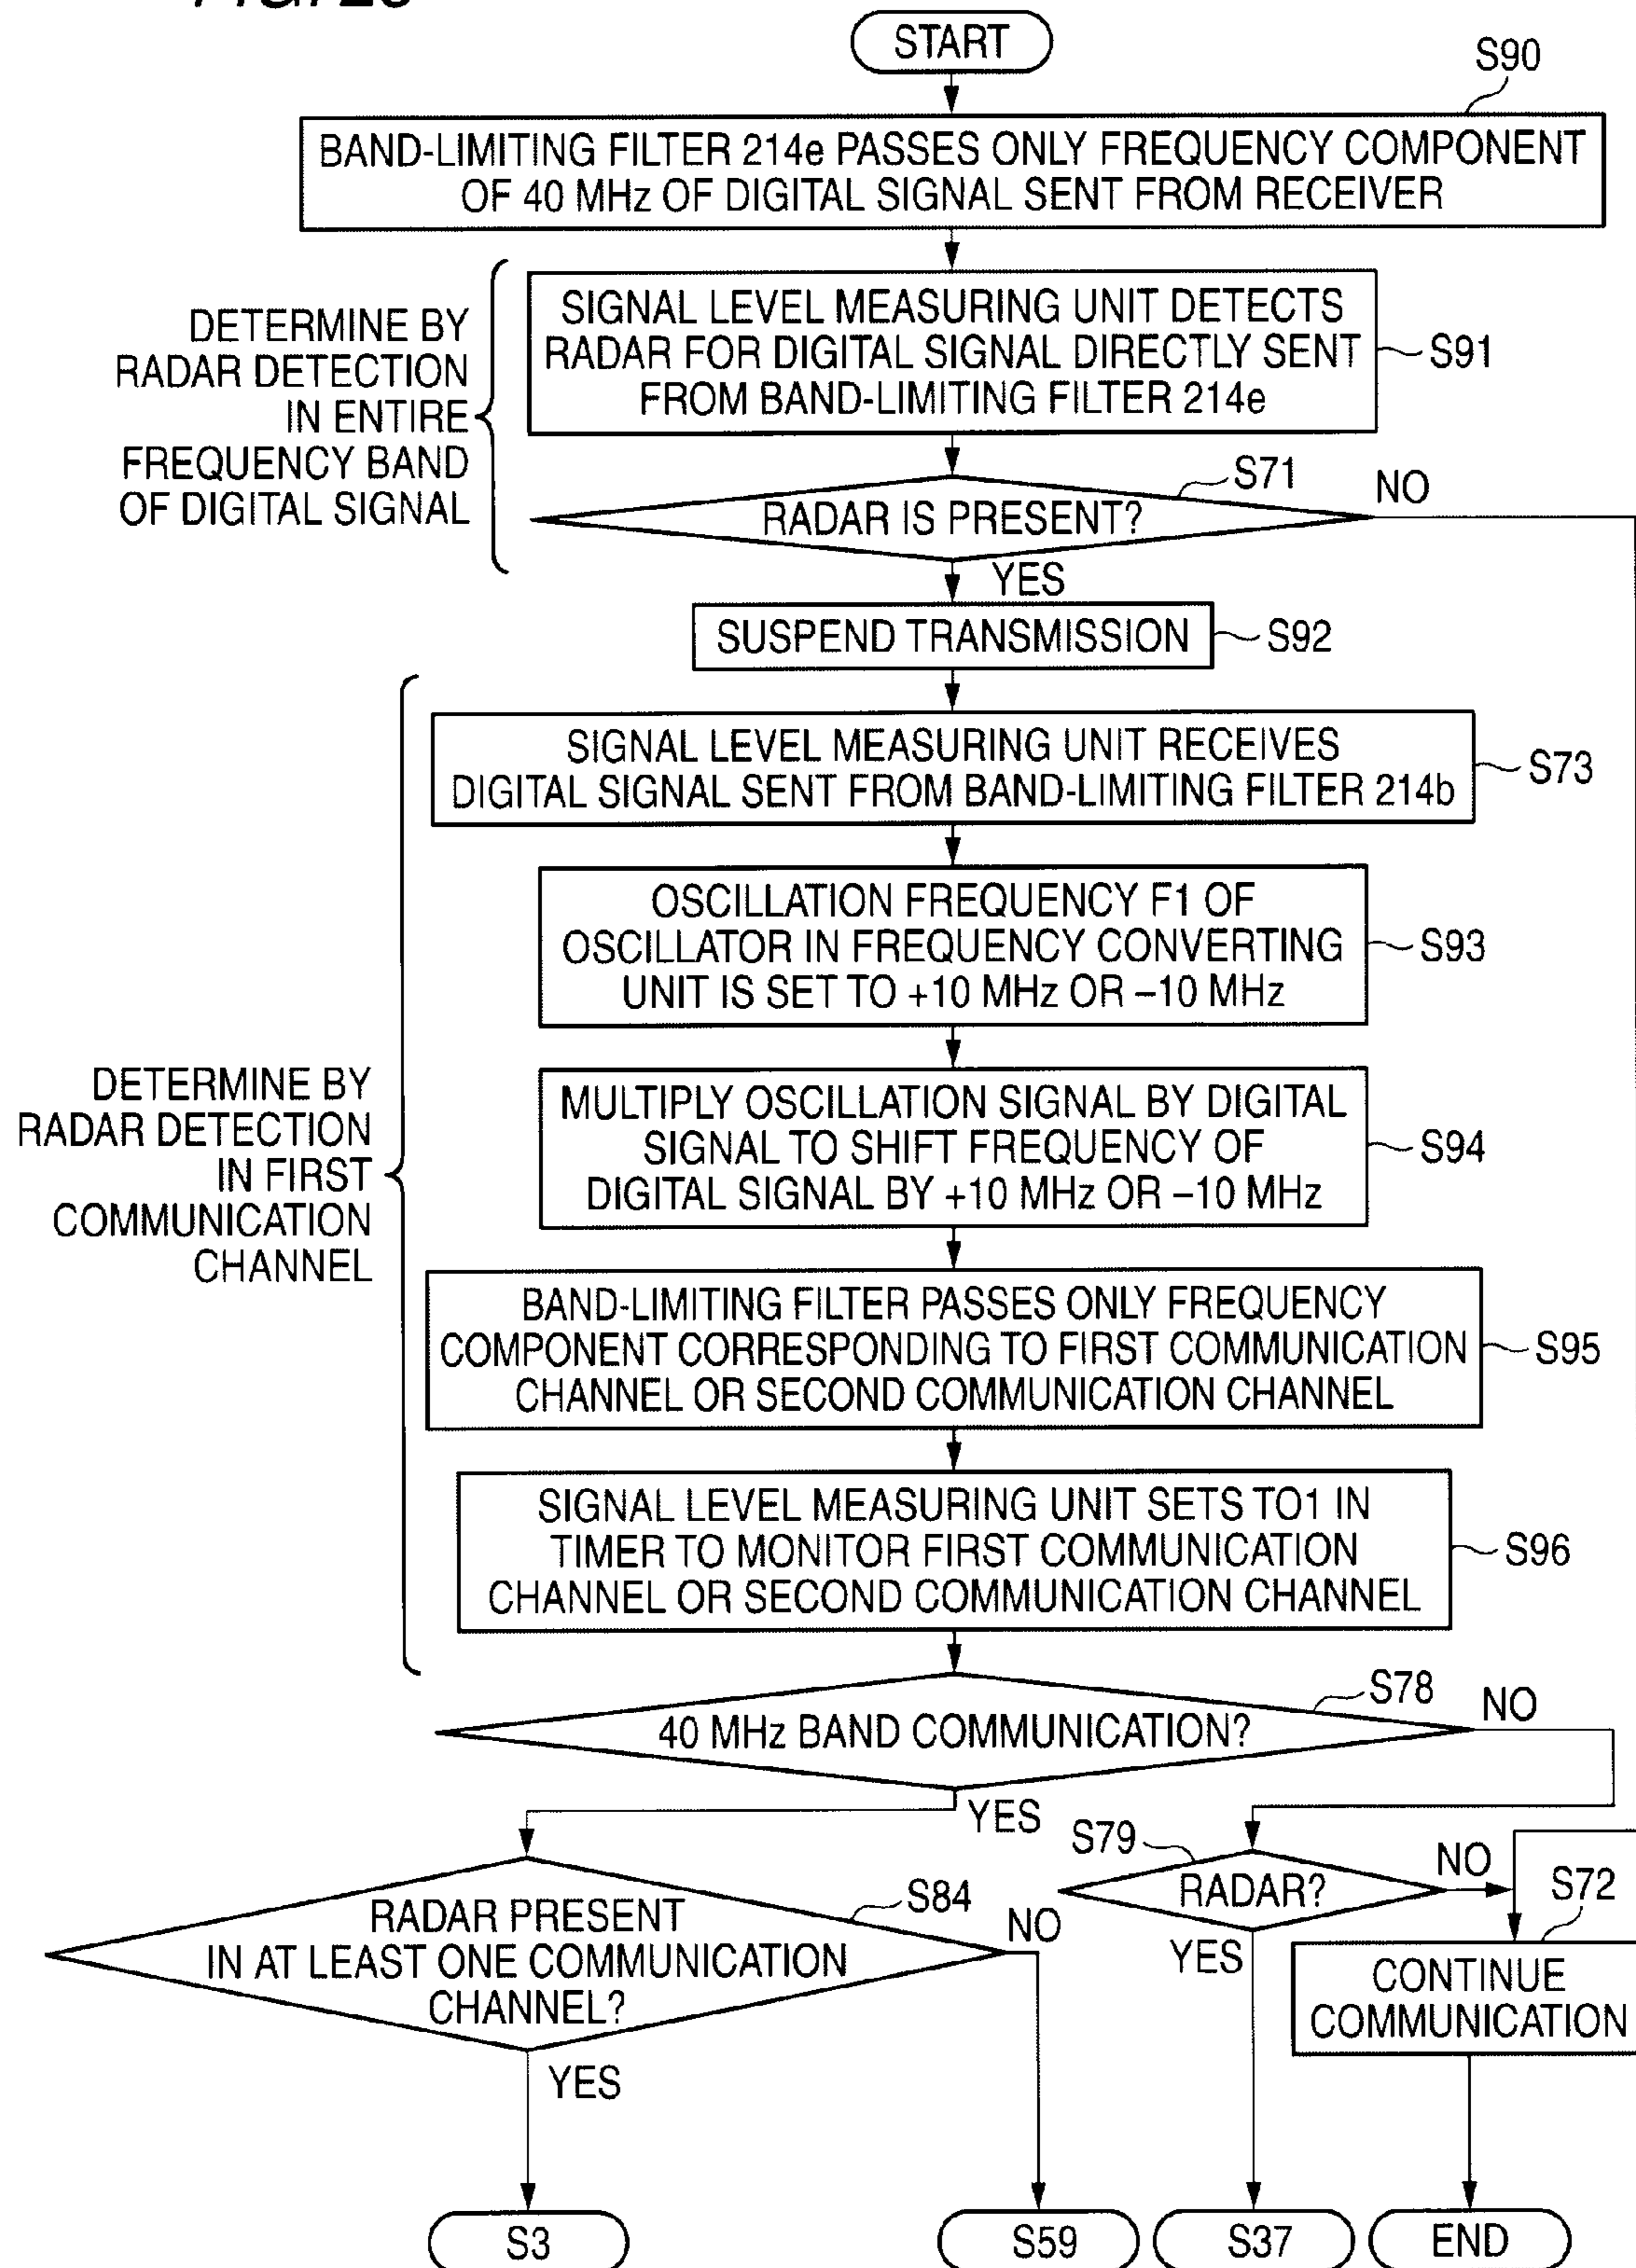 START
S90
BAND-LIMITING FILTER 214e PASSES ONLY FREQUENCY COMPONENT
OF 40 MHz OF DIGITAL SIGNAL SENT FROM RECEIVER
DETERMINE BY
RADAR DETECTION
IN ENTIRE
FREQUENCY BAND
OF DIGITAL SIGNAL
SIGNAL LEVEL MEASURING UNIT DETECTS
RADAR FOR DIGITAL SIGNAL DIRECTLY SENT
FROM BAND-LIMITING FILTER 214e
S91
S71
RADAR IS PRESENT?
NO
YES
SUSPEND TRANSMISSION
S92
SIGNAL LEVEL MEASURING UNIT RECEIVES
DIGITAL SIGNAL SENT FROM BAND-LIMITING FILTER 214b
S73
OSCILLATION FREQUENCY F1 OF
OSCILLATOR IN FREQUENCY CONVERTING
UNIT IS SET TO +10 MHz OR −10 MHz
S93
DETERMINE BY
RADAR DETECTION
IN FIRST
COMMUNICATION
CHANNEL
MULTIPLY OSCILLATION SIGNAL BY DIGITAL
SIGNAL TO SHIFT FREQUENCY OF
DIGITAL SIGNAL BY +10 MHz OR −10 MHz
S94
BAND-LIMITING FILTER PASSES ONLY FREQUENCY
COMPONENT CORRESPONDING TO FIRST COMMUNICATION
CHANNEL OR SECOND COMMUNICATION CHANNEL
S95
SIGNAL LEVEL MEASURING UNIT SETS TO1 IN
TIMER TO MONITOR FIRST COMMUNICATION
CHANNEL OR SECOND COMMUNICATION CHANNEL
S96
S78
40 MHz BAND COMMUNICATION?
NO
YES
S79
RADAR?
NO
YES
S72
CONTINUE
COMMUNICATION
S84
RADAR PRESENT
IN AT LEAST ONE COMMUNICATION
CHANNEL?
NO
YES
S3
S59
S37
END